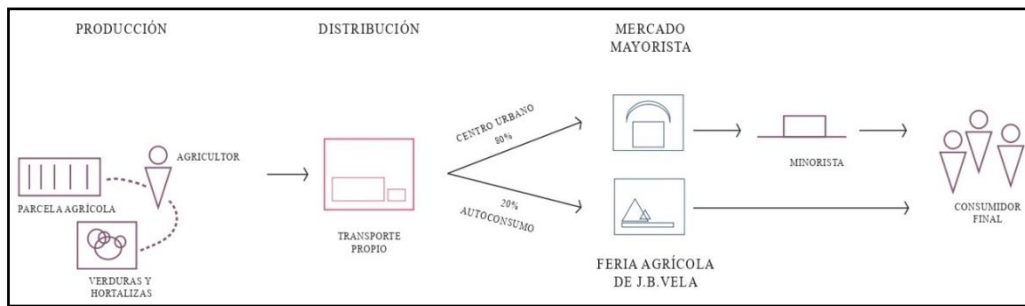 PRODUCCIÓN
DISTRIBUCIÓN
MERCADO
MAYORISTA
AGRICULTOR
PARCELA AGRÍCOLA
VERDURAS Y
HORTALIZAS
TRANSPORTE
PROPIO
CENTRO URBANO
80%
20%
AUTOCONSUMO
MINORISTA
FERIA AGRÍCOLA
DE J.B.VELA
CONSUMIDOR
FINAL